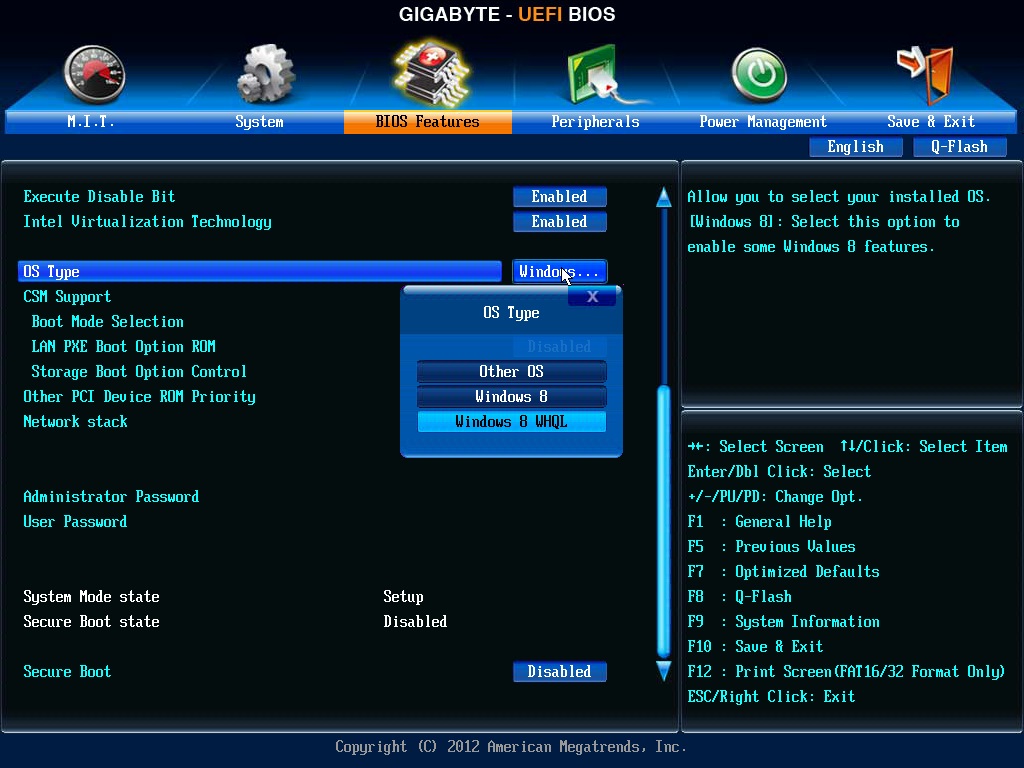 GIGABYTE - UEFI BIOS
M.I.T. System BIOS Features Peripherals Power Management Save & Exit
English Q-Flash
Execute Disable Bit Enabled
Intel Virtualization Technology Enabled
OS Type Windows...
CSM Support
Boot Mode Selection
LAN PXE Boot Option ROM Disabled
Storage Boot Option Control
Other PCI Device ROM Priority
Network stack
X
OS Type
Other OS
Windows 8
Windows 8 WHQL
Administrator Password
User Password
System Mode state Setup
Secure Boot state Disabled
Secure Boot Disabled
Allow you to select your installed OS.
[Windows 8]: Select this option to
enable some Windows 8 features.
→←: Select Screen ↑↓/Click: Select Item
Enter/Dbl Click: Select
+/-/PU/PD: Change Opt.
F1 : General Help
F5 : Previous Values
F7 : Optimized Defaults
F8 : Q-Flash
F9 : System Information
F10 : Save & Exit
F12 : Print Screen(FAT16/32 Format Only)
ESC/Right Click: Exit
Copyright (C) 2012 American Megatrends, Inc.